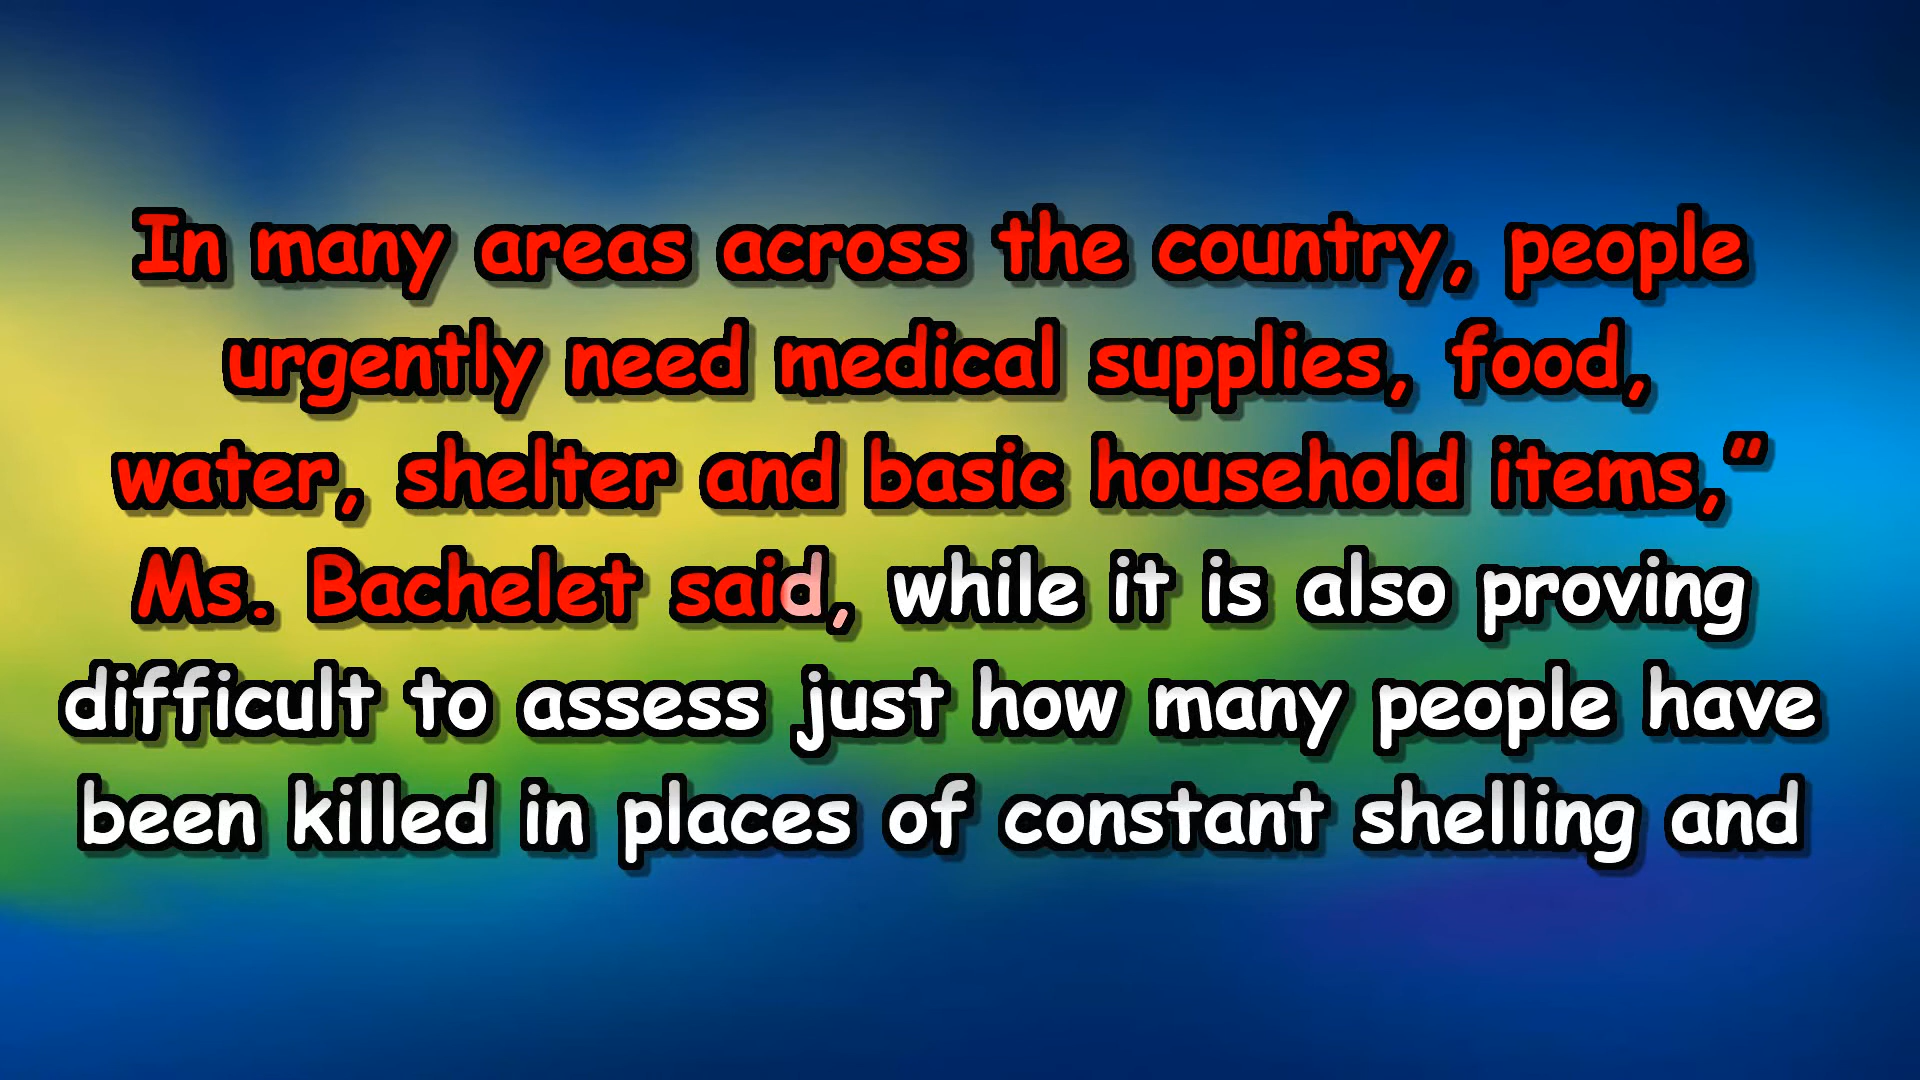 In many areas across the country, people
urgently need medical supplies, food,
water, shelter and basic household items,”
Ms. Bachelet said, while it is also proving
difficult to assess just how many people have
been killed in places of constant shelling and